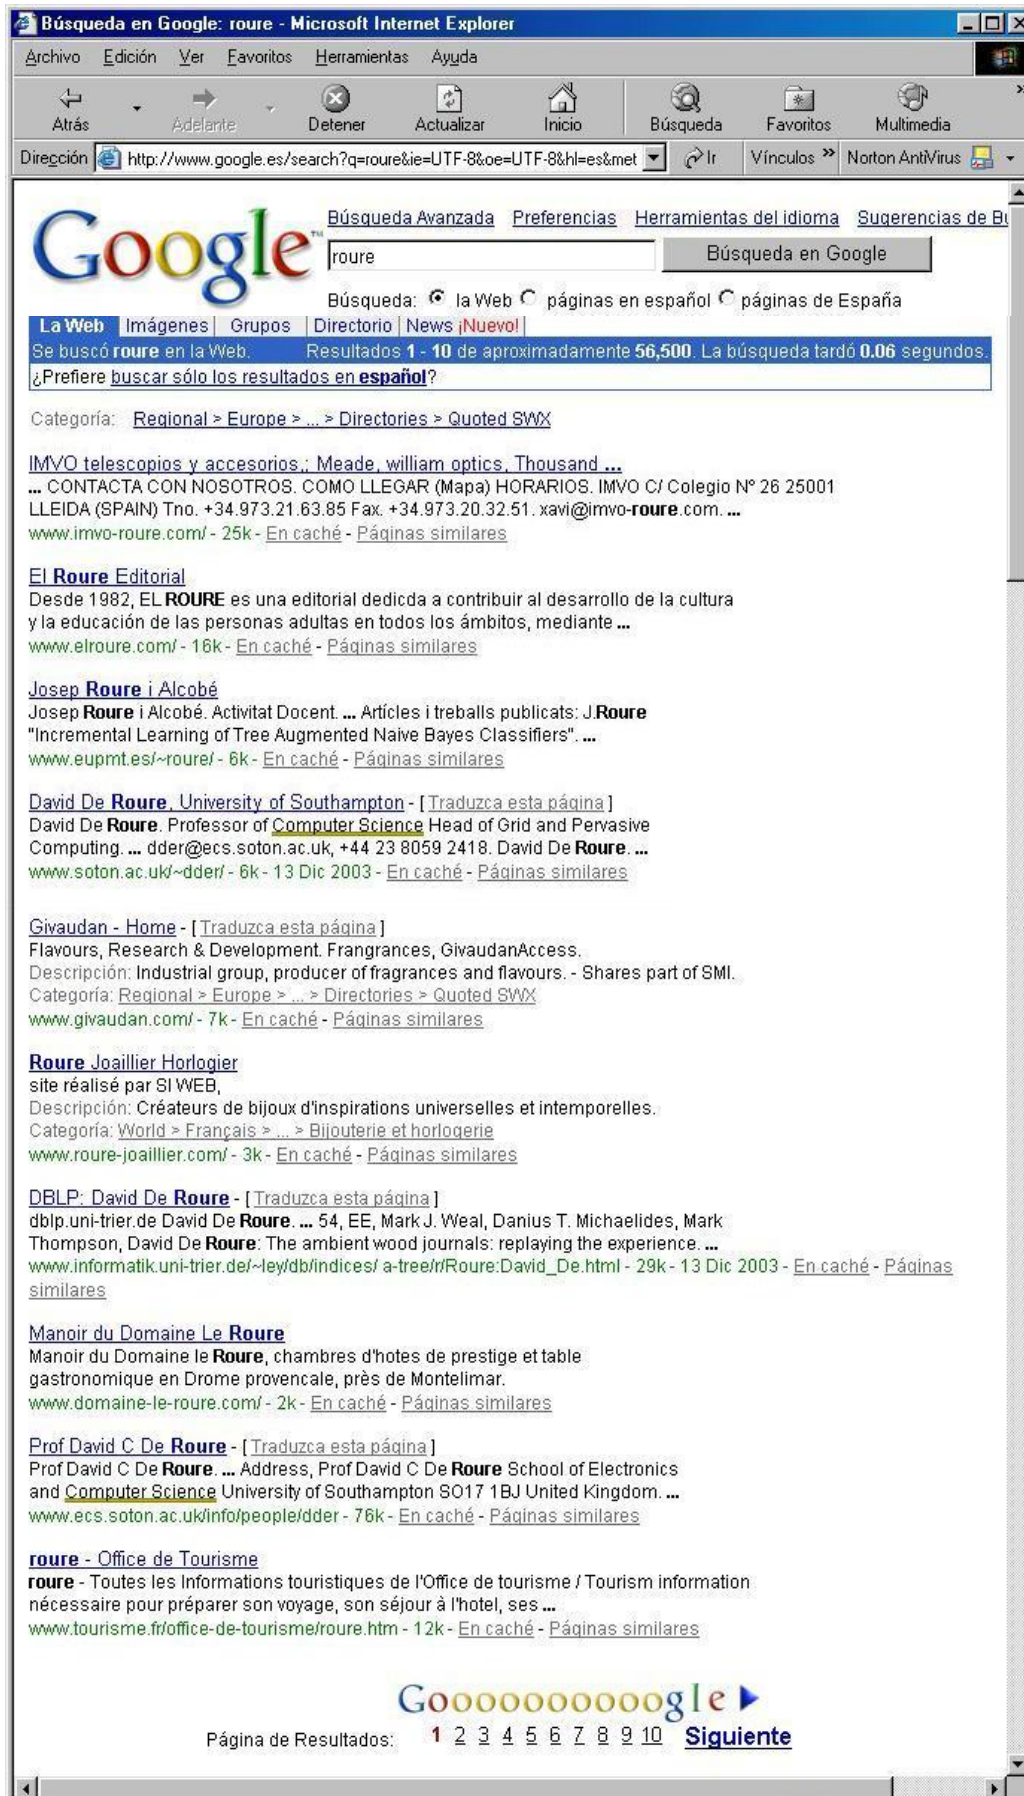 Búsqueda en Google: roure - Microsoft Internet Explorer
Archivo Edición Ver Favoritos Herramientas Ayuda
Atrás Adelante Detener Actualizar Inicio Búsqueda Favoritos Multimedia »
Dirección http://www.google.es/search?q=roure&ie=UTF-8&oe=UTF-8&hl=es&met Ir Vínculos » Norton AntiVirus
Google™
Búsqueda Avanzada Preferencias Herramientas del idioma Sugerencias de Bú
roure Búsqueda en Google
Búsqueda: la Web páginas en español páginas de España
La Web Imágenes Grupos Directorio News ¡Nuevo!
Se buscó roure en la Web. Resultados 1 - 10 de aproximadamente 56,500. La búsqueda tardó 0.06 segundos.
¿Prefiere buscar sólo los resultados en español?
Categoría: Regional > Europe > ... > Directories > Quoted SWX
IMVO telescopios y accesorios,; Meade, william optics, Thousand ...
... CONTACTA CON NOSOTROS. COMO LLEGAR (Mapa) HORARIOS. IMVO C/ Colegio Nº 26 25001
LLEIDA (SPAIN) Tno. +34.973.21.63.85 Fax. +34.973.20.32.51. xavi@imvo-roure.com. ...
www.imvo-roure.com/ - 25k - En caché - Páginas similares
El Roure Editorial
Desde 1982, EL ROURE es una editorial dedicda a contribuir al desarrollo de la cultura
y la educación de las personas adultas en todos los ámbitos, mediante ...
www.elroure.com/ - 16k - En caché - Páginas similares
Josep Roure i Alcobé
Josep Roure i Alcobé. Activitat Docent. ... Artícles i treballs publicats: J.Roure
"Incremental Learning of Tree Augmented Naive Bayes Classifiers". ...
www.eupmt.es/~roure/ - 6k - En caché - Páginas similares
David De Roure, University of Southampton - [ Traduzca esta página ]
David De Roure. Professor of Computer Science Head of Grid and Pervasive
Computing. ... dder@ecs.soton.ac.uk, +44 23 8059 2418. David De Roure. ...
www.soton.ac.uk/~dder/ - 6k - 13 Dic 2003 - En caché - Páginas similares
Givaudan - Home - [ Traduzca esta página ]
Flavours, Research & Development. Frangrances, GivaudanAccess.
Descripción: Industrial group, producer of fragrances and flavours. - Shares part of SMI.
Categoría: Regional > Europe > ... > Directories > Quoted SWX
www.givaudan.com/ - 7k - En caché - Páginas similares
Roure Joaillier Horlogier
site réalisé par SI WEB,
Descripción: Créateurs de bijoux d'inspirations universelles et intemporelles.
Categoría: World > Français > ... > Bijouterie et horlogerie
www.roure-joaillier.com/ - 3k - En caché - Páginas similares
DBLP: David De Roure - [ Traduzca esta página ]
dblp.uni-trier.de David De Roure. ... 54, EE, Mark J. Weal, Danius T. Michaelides, Mark
Thompson, David De Roure: The ambient wood journals: replaying the experience. ...
www.informatik.uni-trier.de/~ley/db/indices/ a-tree/r/Roure:David_De.html - 29k - 13 Dic 2003 - En caché - Páginas
similares
Manoir du Domaine Le Roure
Manoir du Domaine le Roure, chambres d'hotes de prestige et table
gastronomique en Drome provencale, près de Montelimar.
www.domaine-le-roure.com/ - 2k - En caché - Páginas similares
Prof David C De Roure - [ Traduzca esta página ]
Prof David C De Roure. ... Address, Prof David C De Roure School of Electronics
and Computer Science University of Southampton SO17 1BJ United Kingdom. ...
www.ecs.soton.ac.uk/info/people/dder - 76k - En caché - Páginas similares
roure - Office de Tourisme
roure - Toutes les Informations touristiques de l'Office de tourisme / Tourism information
nécessaire pour préparer son voyage, son séjour à l'hotel, ses ...
www.tourisme.fr/office-de-tourisme/roure.htm - 12k - En caché - Páginas similares
Goooooooooogle
Página de Resultados: 1 2 3 4 5 6 7 8 9 10 Siguiente